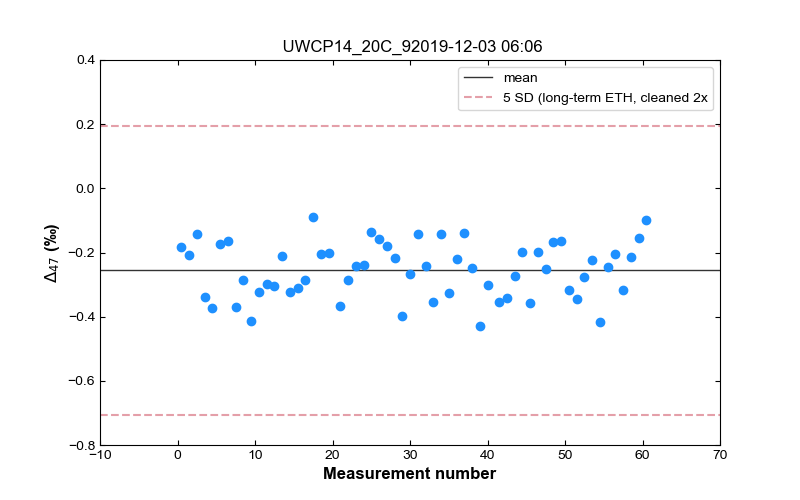 UWCP14_20C_92019-12-03 06:06
mean
5 SD (long-term ETH, cleaned 2x
0.4
0.2
0.0
−0.2
−0.4
−0.6
−0.8
Δ47 (‰)
−10 0 10 20 30 40 50 60 70
Measurement number